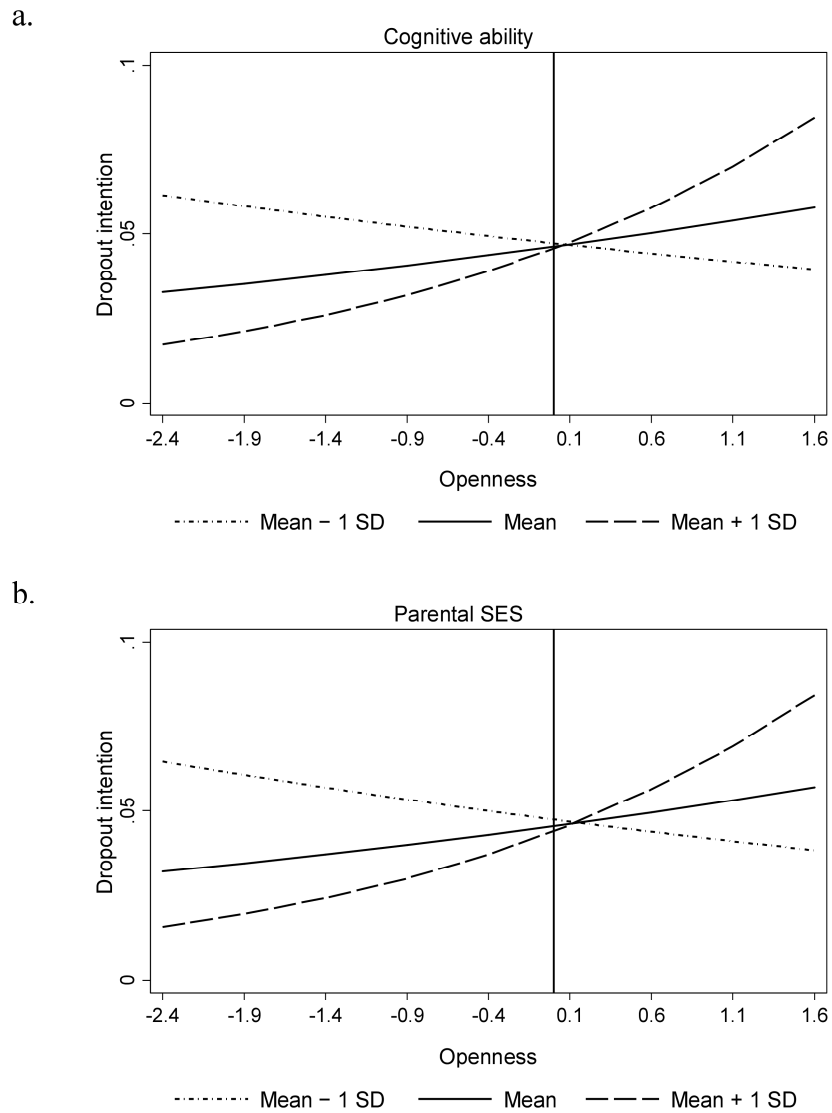 a.
Cognitive ability
.1
.05
0
Dropout intention
-2.4 -1.9 -1.4 -0.9 -0.4 0.1 0.6 1.1 1.6
Openness
Mean − 1 SD Mean Mean + 1 SD
b.
Parental SES
.1
.05
0
Dropout intention
-2.4 -1.9 -1.4 -0.9 -0.4 0.1 0.6 1.1 1.6
Openness
Mean − 1 SD Mean Mean + 1 SD